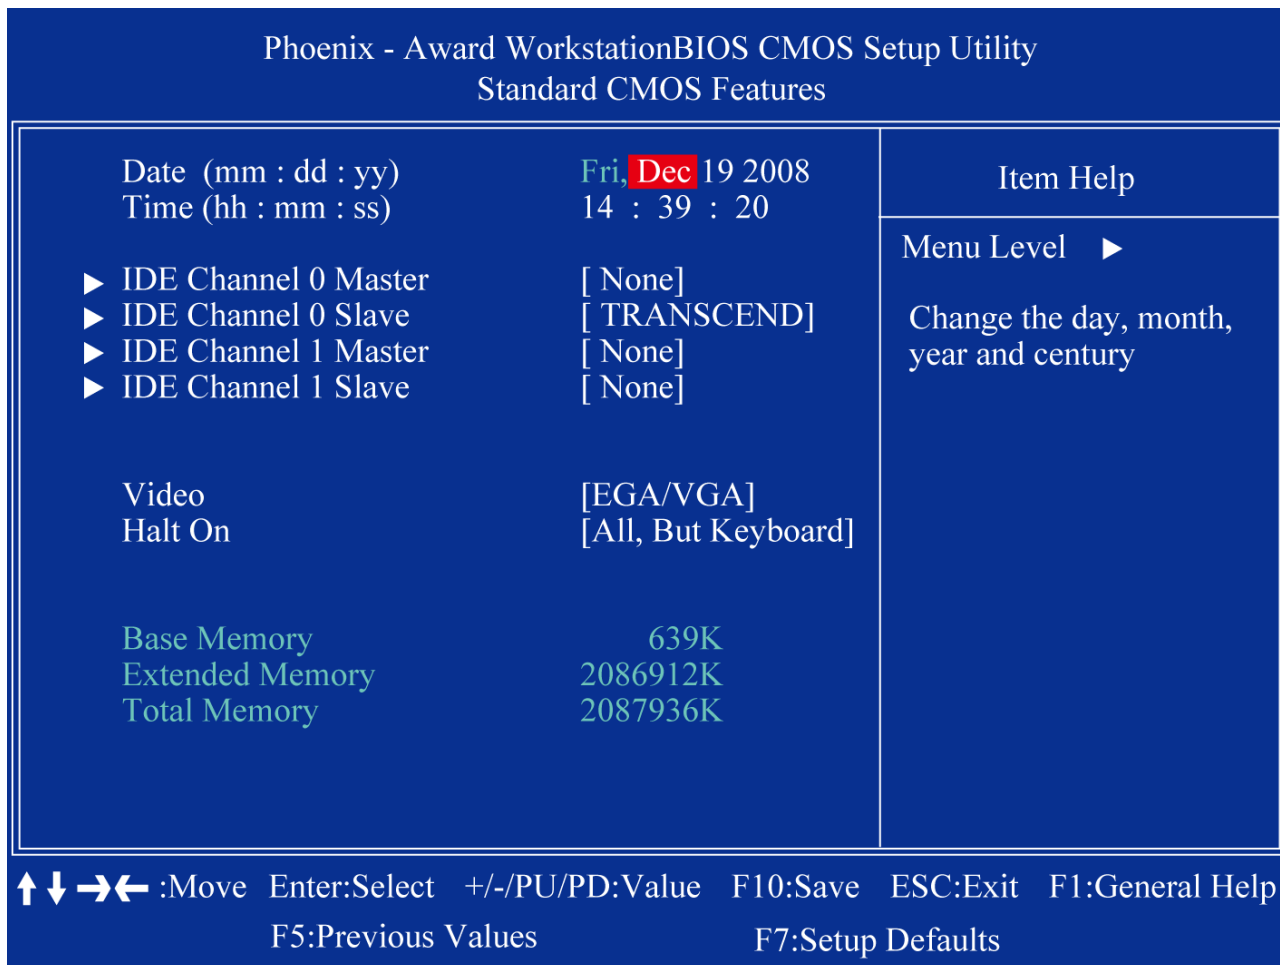 Phoenix - Award WorkstationBIOS CMOS Setup Utility
Standard CMOS Features
Date (mm : dd : yy) Fri, Dec 19 2008
Time (hh : mm : ss) 14 : 39 : 20
IDE Channel 0 Master [ None]
IDE Channel 0 Slave [ TRANSCEND]
IDE Channel 1 Master [ None]
IDE Channel 1 Slave [ None]
Video [EGA/VGA]
Halt On [All, But Keyboard]
Base Memory 639K
Extended Memory 2086912K
Total Memory 2087936K
Item Help
Menu Level ▶
Change the day, month,
year and century
:Move Enter:Select +/-/PU/PD:Value F10:Save ESC:Exit F1:General Help
F5:Previous Values F7:Setup Defaults